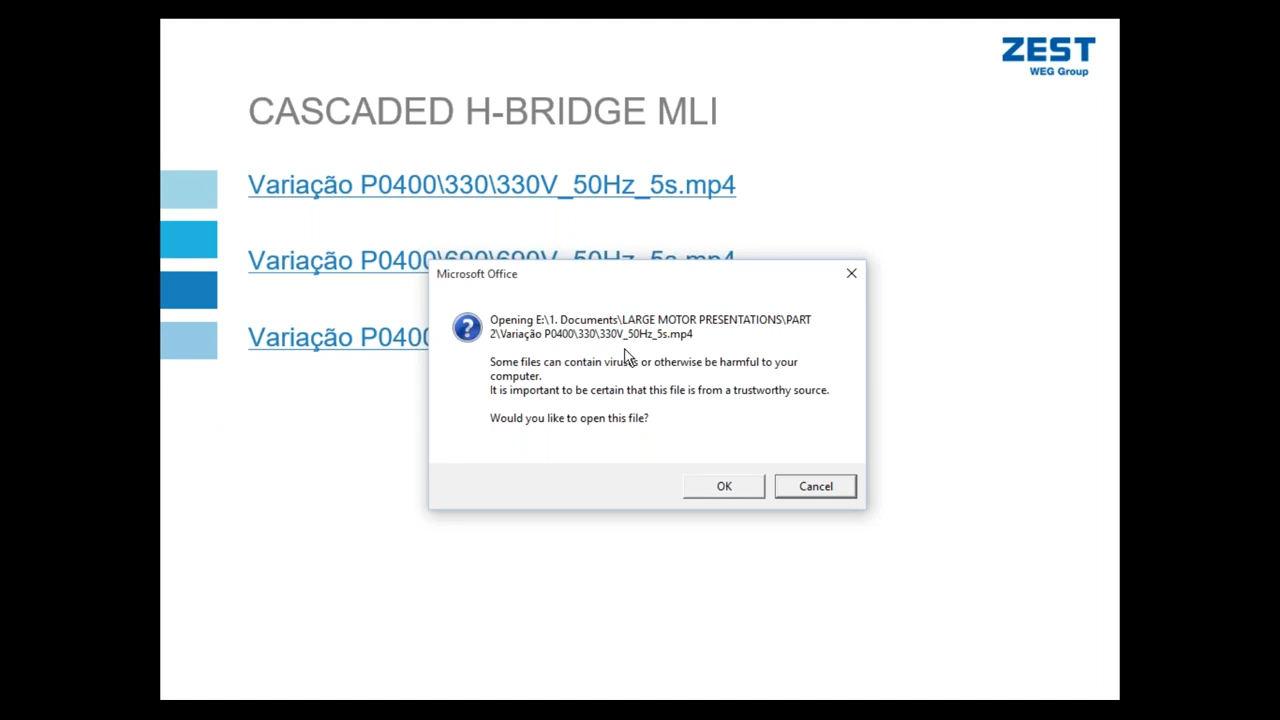 ZEST
WEG Group
CASCADED H-BRIDGE MLI
Variação P0400\330\330V_50Hz_5s.mp4
Variação P0400\690\690V_50Hz_5s.mp4
Variação P0400
Microsoft Office
Opening E:\1. Documents\LARGE MOTOR PRESENTATIONS\PART
2\Variação P0400\330\330V_50Hz_5s.mp4
Some files can contain viruses or otherwise be harmful to your
computer.
It is important to be certain that this file is from a trustworthy source.
Would you like to open this file?
OK
Cancel